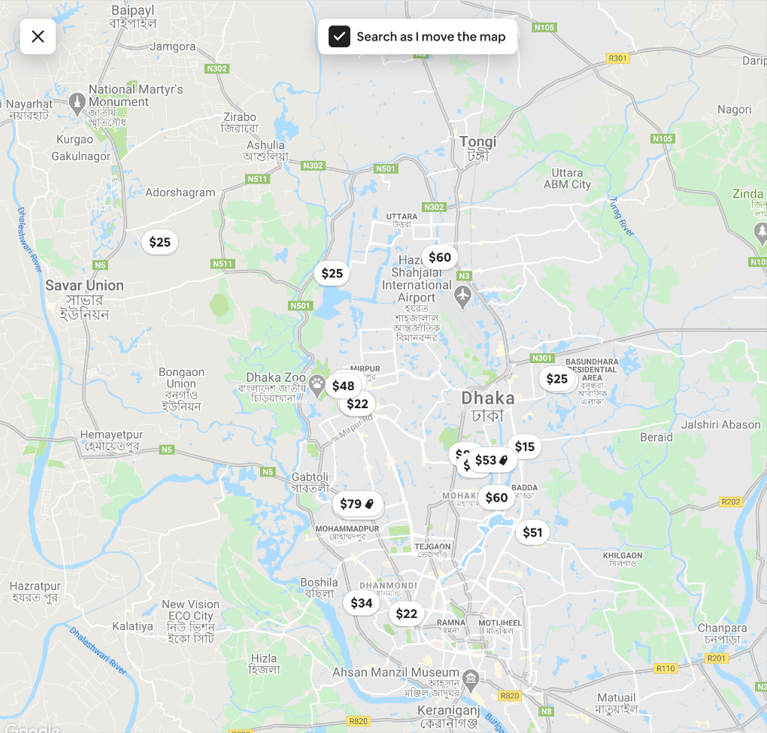 Baipayl
বাইপাইল
Search as I move the map
N105
Jamgora
R301
N302
National Martyr's
Monument
জাতীয়
স্মৃতিসৌধ
Nayarhat
নয়ারহাট
Zirabo
জিরাবো
Nagori
Kurgao
Gakulnagor
Ashulia
আশুলিয়া
N302
N501
Tongi
টঙ্গী
N105
N511
Uttara
ABM City
Adorshagram
N302
UTTARA
উত্তরা
Turag River
Zinda
Dhaleshwari River
$25
$60
N5
N511
$25
Hazrat
Shahjalal
International
Airport
হযরত
শাহজালাল
আন্তর্জাতিক
বিমানবন্দর
N3
Savar Union
সাভার
ইউনিয়ন
N501
N301
BASUNDHARA
RESIDENTIAL
AREA
বসুন্ধরা
আবাসিক
এলাকা
Bongaon
Union
বনগাঁও
ইউনিয়ন
Dhaka Zoo
বাংলাদেশ জাতীয়
চিড়িয়াখানা
MIRPUR
$48
$22
Mirpur Rd
$25
Dhaka
ঢাকা
Jalshiri Abason
Hemayetpur
হেমায়েতপুর
Beraid
N5
$15
$53
N5
Gabtoli
গাবতলী
BADDA
$60
$79
R202
MOHAMMADPUR
মোহাম্মদপুর
$51
TEJGAON
তেজগাঁও
KHILGAON
খিলগাঁও
Hazratpur
হযরত পুর
Boshila
বছিলা
DHANMONDI
ধানমন্ডি
$34
$22
New Vision
ECO City
নিউ ভিশন
ইকো সিটি
Kalatiya
RAMNA
রমনা
MOTIJHEEL
মতিঝিল
Chanpara
চনপাড়া
Dhaleshwari River
Hizla
হিজলা
R201
R110
Ahsan Manzil Museum
আহসান
মঞ্জিল জাদুঘর
R820
Matuail
মাতুয়াইল
Keraniganj
কেরানীগঞ্জ
N8
R820
Google